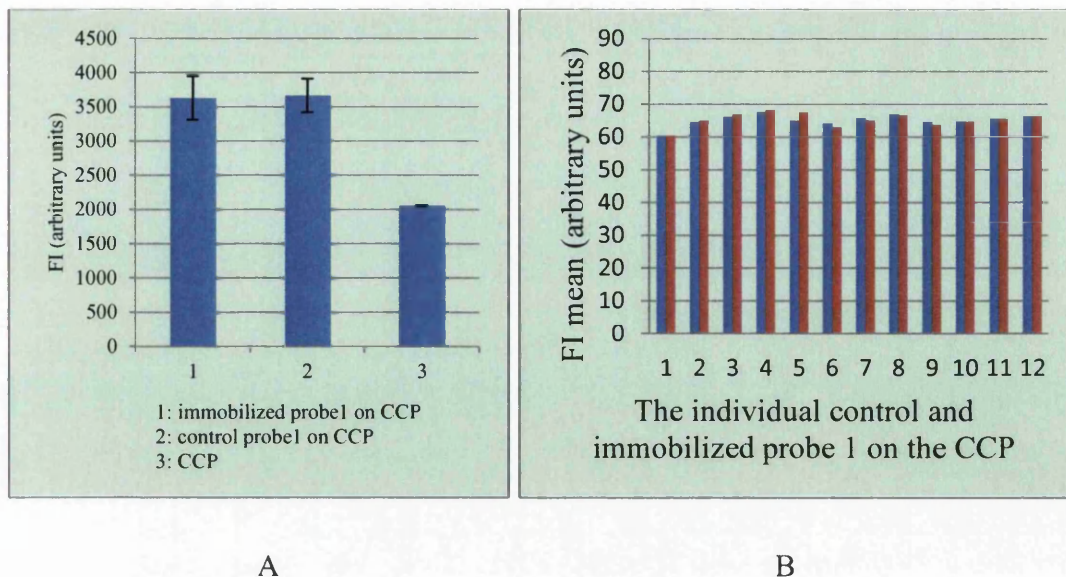 4500
4000
3500
3000
2500
2000
1500
1000
500
0
FI (arbitrary units)
1 2 3
1: immobilized probe1 on CCP
2: control probe1 on CCP
3: CCP
90
80
70
60
50
40
30
20
10
0
FI mean (arbitrary units)
1 2 3 4 5 6 7 8 9 10 11 12
The individual control and
immobilized probe 1 on the CCP
A B